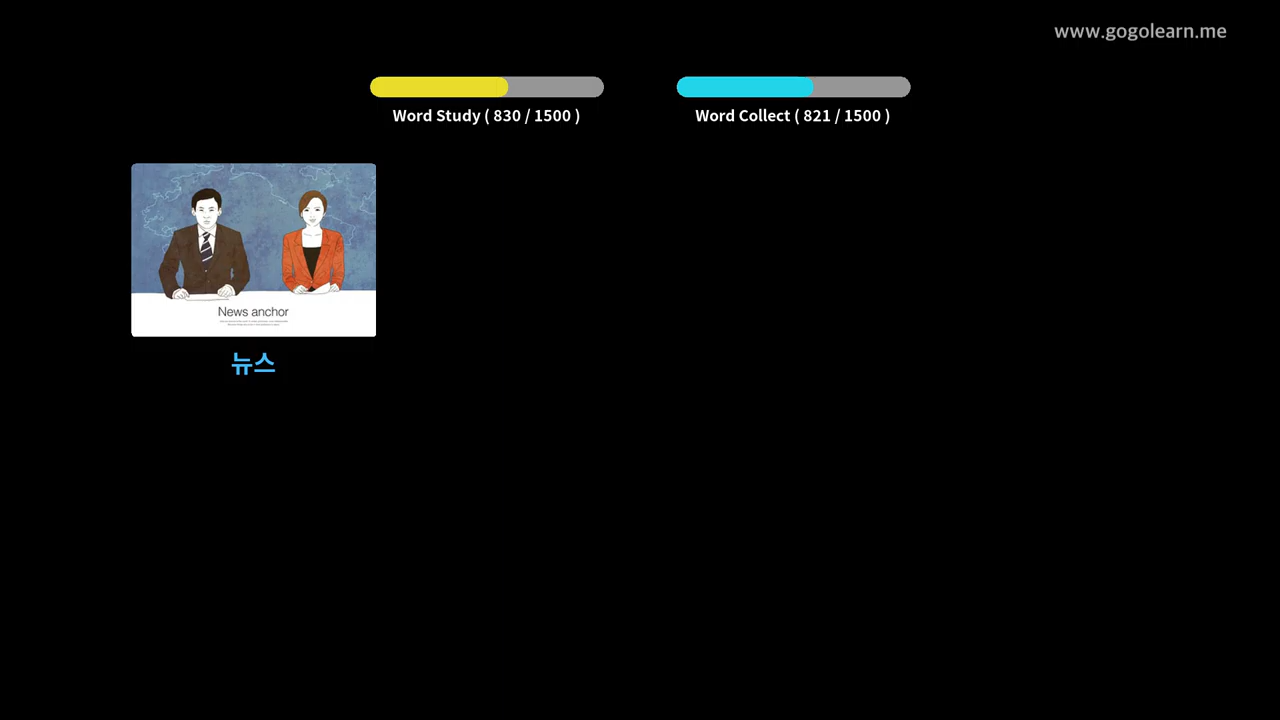 www.gogolearn.me
Word Study ( 830 / 1500 )
Word Collect ( 821 / 1500 )
News anchor
뉴스